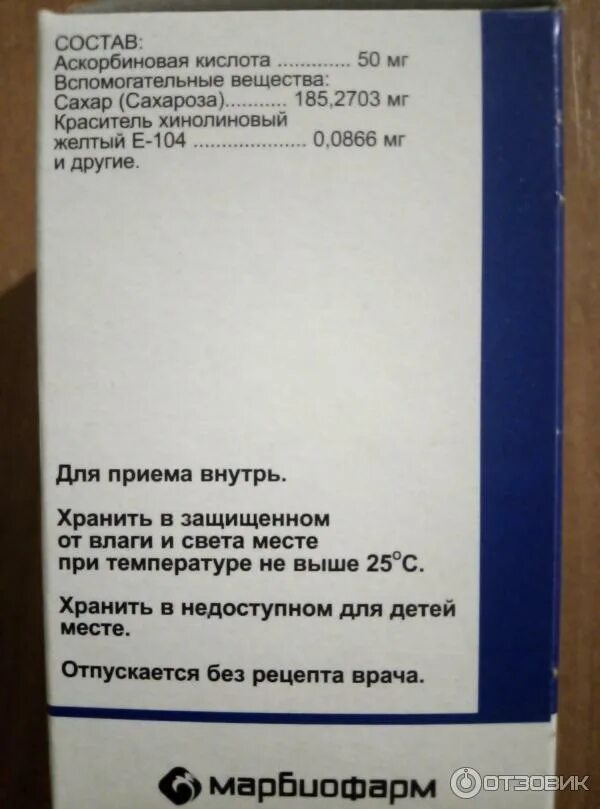 СОСТАВ:
Аскорбиновая кислота ............. 50 мг
Вспомогательные вещества:
Сахар (Сахароза)........... 185,2703 мг
Краситель хинолиновый
желтый Е-104 .................... 0,0866 мг
и другие.
Для приема внутрь.
Хранить в защищенном
от влаги и света месте
при температуре не выше 25°С.
Хранить в недоступном для детей
месте.
Отпускается без рецепта врача.
марбиофарм
ОТЗОВИК